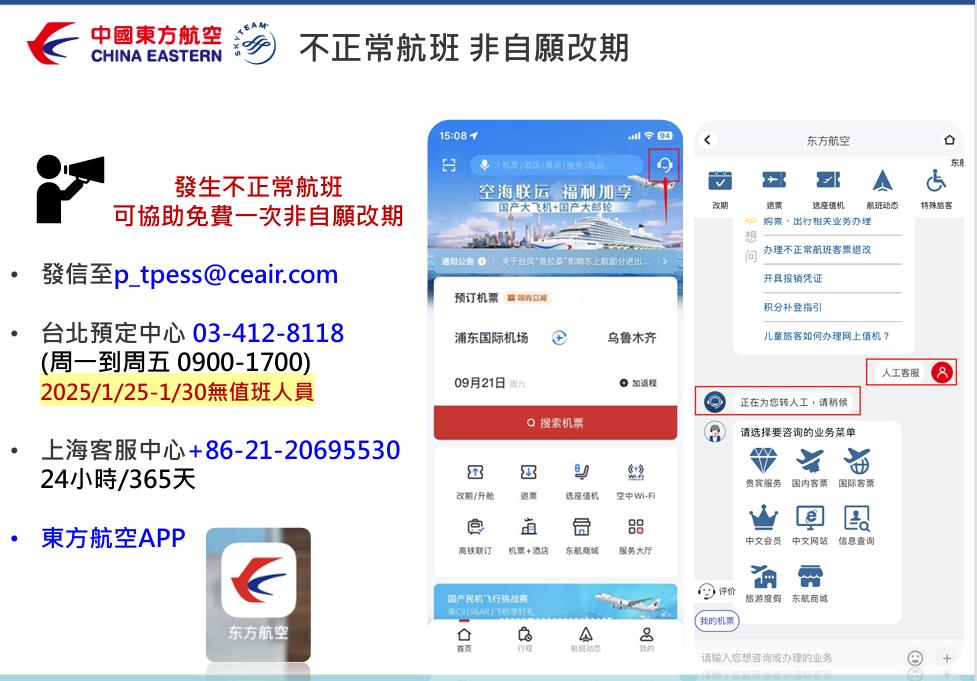 中國東方航空
CHINA EASTERN
SKYTEAM
不正常航班 非自願改期
發生不正常航班
可協助免費一次非自願改期
• 發信至p_tpess@ceair.com
• 台北預定中心 03-412-8118
(周一到周五 0900-1700)
2025/1/25-1/30無值班人員
• 上海客服中心+86-21-20695530
24小時/365天
• 東方航空APP
东方航空
15:08
94
机票/酒店/景点/服务/商品
空海联运 福利加享
国产大飞机+国产大邮轮
通知公告
关于台风“普拉桑”影响东上航部分进出...
预订机票
领券立减
浦东国际机场
乌鲁木齐
09月21日 周六
加返程
搜索机票
改期/升舱
退票
选座值机
空中Wi-Fi
高铁联订
机票+酒店
东航商城
服务大厅
国产民机飞行挑战赛
乘C919&ARJ飞机享好礼
首页
行程
航班动态
我的
东方航空
改期
退票
选座值机
航班动态
特殊旅客
东航
想
问
购票、出行相关业务办理
办理不正常航班客票退改
开具报销凭证
积分补登指引
儿童旅客如何办理网上值机？
人工客服
正在为您转人工，请稍候
请选择要咨询的业务菜单
贵宾服务
国内客票
国际客票
中文会员
中文网站
信息查询
旅游度假
东航商城
评价
我的机票
请输入您想咨询或办理的业务